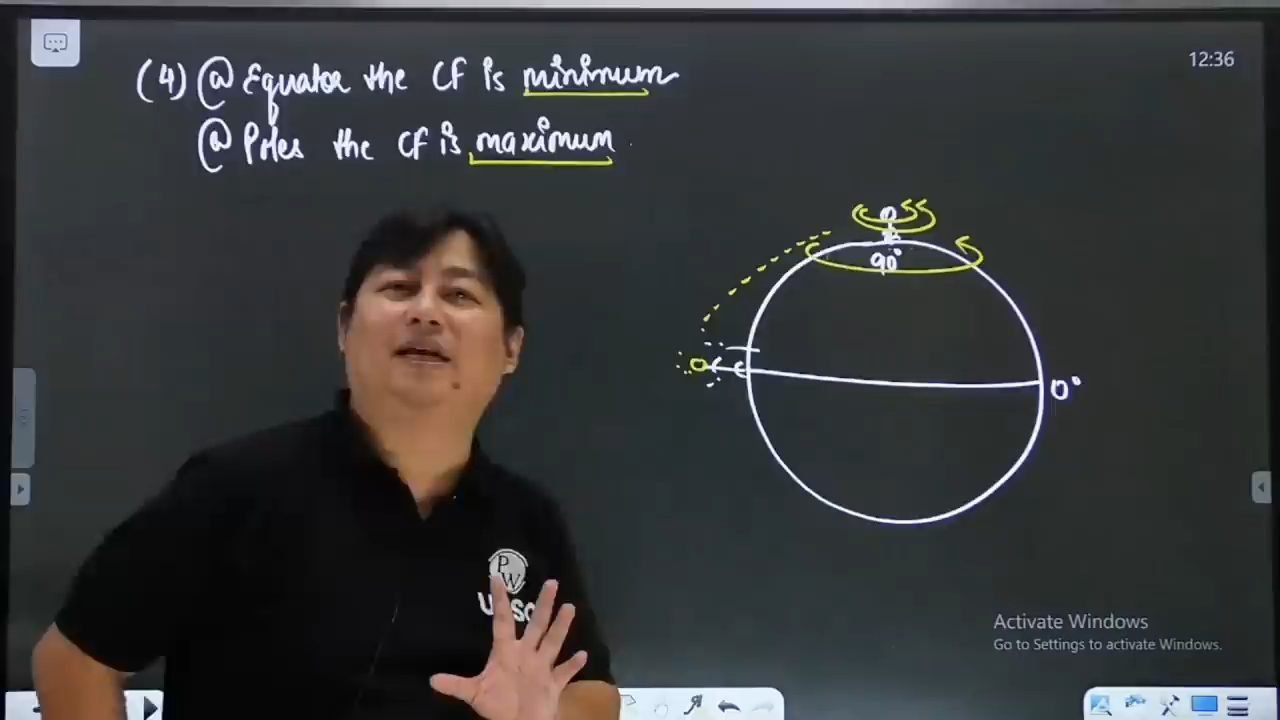 12:36
(4) @ Equator the CF is minimum
@ Poles the CF is maximum
90°
0°
PW
Activate Windows
Go to Settings to activate Windows.